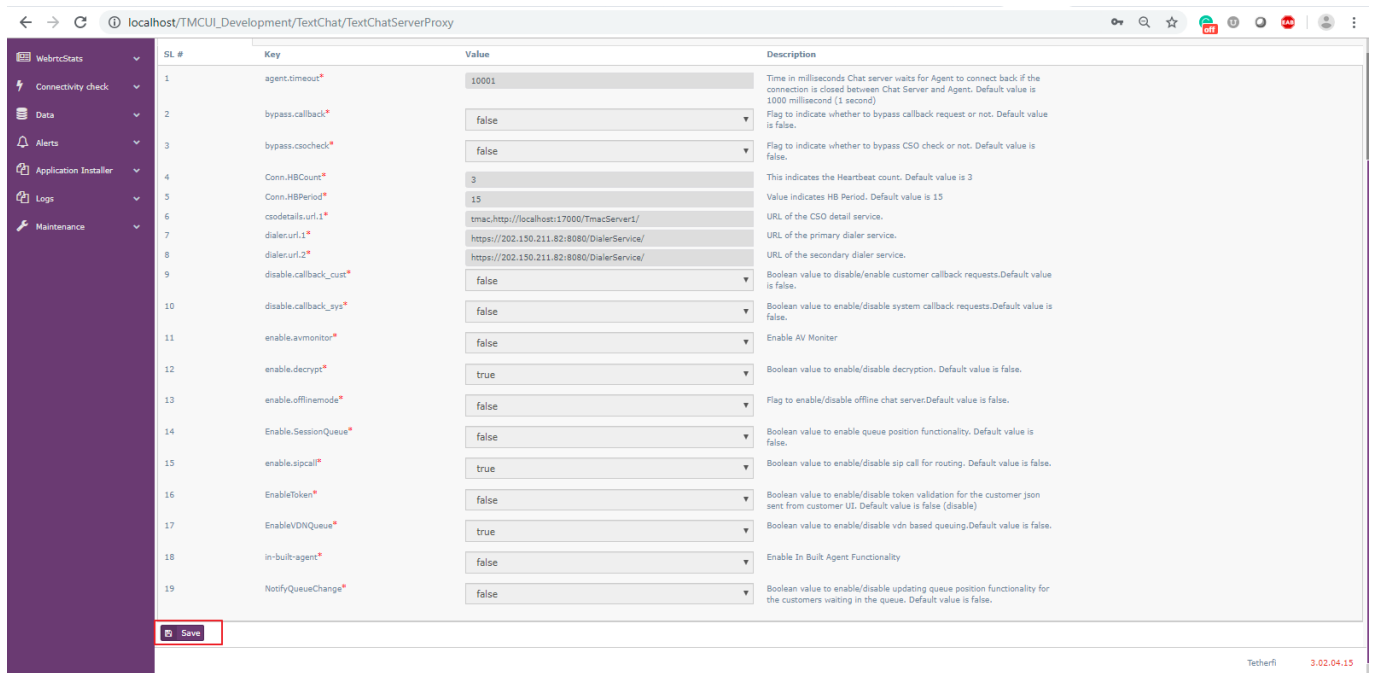 localhost/TMCUI_Development/TextChat/TextChatServerProxy
off
EAB
WebrtcStats
Connectivity check
Data
Alerts
Application Installer
Logs
Maintenance
SL # Key Value Description
1 agent.timeout* 10001 Time in milliseconds Chat server waits for Agent to connect back if the
connection is closed between Chat Server and Agent. Default value is
1000 millisecond (1 second)
2 bypass.callback* false Flag to indicate whether to bypass callback request or not. Default value
is false.
3 bypass.csocheck* false Flag to indicate whether to bypass CSO check or not. Default value is
false.
4 Conn.HBCount* 3 This indicates the Heartbeat count. Default value is 3
5 Conn.HBPeriod* 15 Value indicates HB Period. Default value is 15
6 csodetails.url.1* tmac,http://localhost:17000/TmacServer1/ URL of the CSO detail service.
7 dialer.url.1* https://202.150.211.82:8080/DialerService/ URL of the primary dialer service.
8 dialer.url.2* https://202.150.211.82:8080/DialerService/ URL of the secondary dialer service.
9 disable.callback_cust* false Boolean value to disable/enable customer callback requests.Default value
is false.
10 disable.callback_sys* false Boolean value to enable/disable system callback requests.Default value is
false.
11 enable.avmonitor* false Enable AV Moniter
12 enable.decrypt* true Boolean value to enable/disable decryption. Default value is false.
13 enable.offlinemode* false Flag to enable/disable offline chat server.Default value is false.
14 Enable.SessionQueue* false Boolean value to enable queue position functionality. Default value is
false.
15 enable.sipcall* true Boolean value to enable/disable sip call for routing. Default value is false.
16 EnableToken* false Boolean value to enable/disable token validation for the customer json
sent from customer UI. Default value is false (disable)
17 EnableVDNQueue* true Boolean value to enable/disable vdn based queuing.Default value is false.
18 in-built-agent* false Enable In Built Agent Functionality
19 NotifyQueueChange* false Boolean value to enable/disable updating queue position functionality for
the customers waiting in the queue. Default value is false.
Save
Tetherfi 3.02.04.15